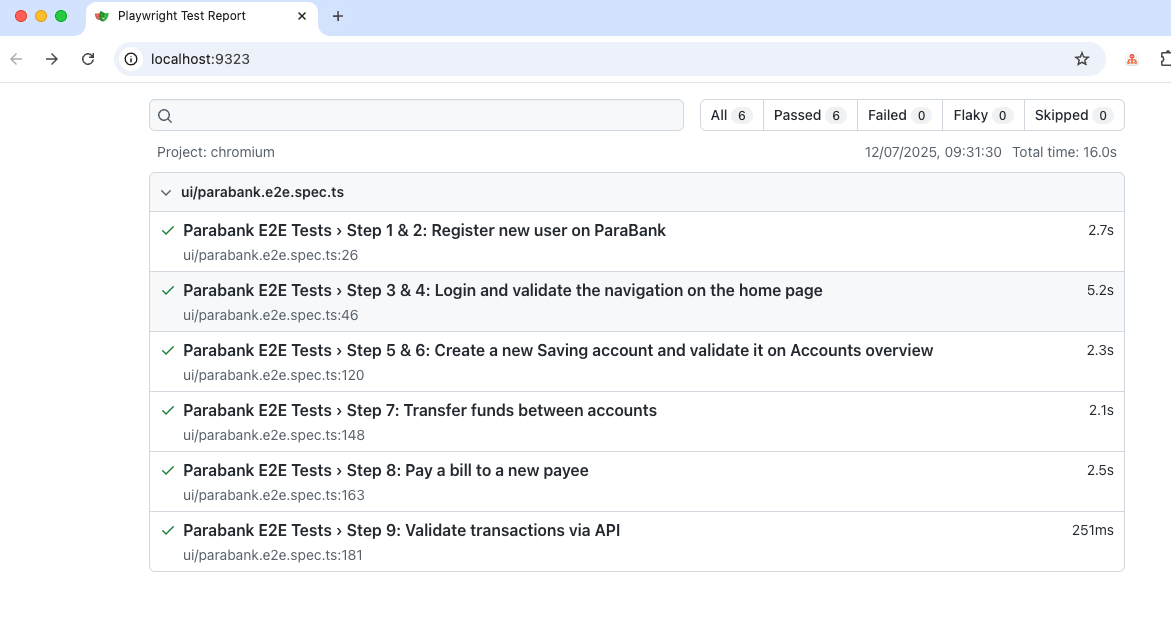 Playwright Test Report
localhost:9323
All 6 Passed 6 Failed 0 Flaky 0 Skipped 0
Project: chromium 12/07/2025, 09:31:30 Total time: 16.0s
ui/parabank.e2e.spec.ts
Parabank E2E Tests › Step 1 & 2: Register new user on ParaBank 2.7s
ui/parabank.e2e.spec.ts:26
Parabank E2E Tests › Step 3 & 4: Login and validate the navigation on the home page 5.2s
ui/parabank.e2e.spec.ts:46
Parabank E2E Tests › Step 5 & 6: Create a new Saving account and validate it on Accounts overview 2.3s
ui/parabank.e2e.spec.ts:120
Parabank E2E Tests › Step 7: Transfer funds between accounts 2.1s
ui/parabank.e2e.spec.ts:148
Parabank E2E Tests › Step 8: Pay a bill to a new payee 2.5s
ui/parabank.e2e.spec.ts:163
Parabank E2E Tests › Step 9: Validate transactions via API 251ms
ui/parabank.e2e.spec.ts:181